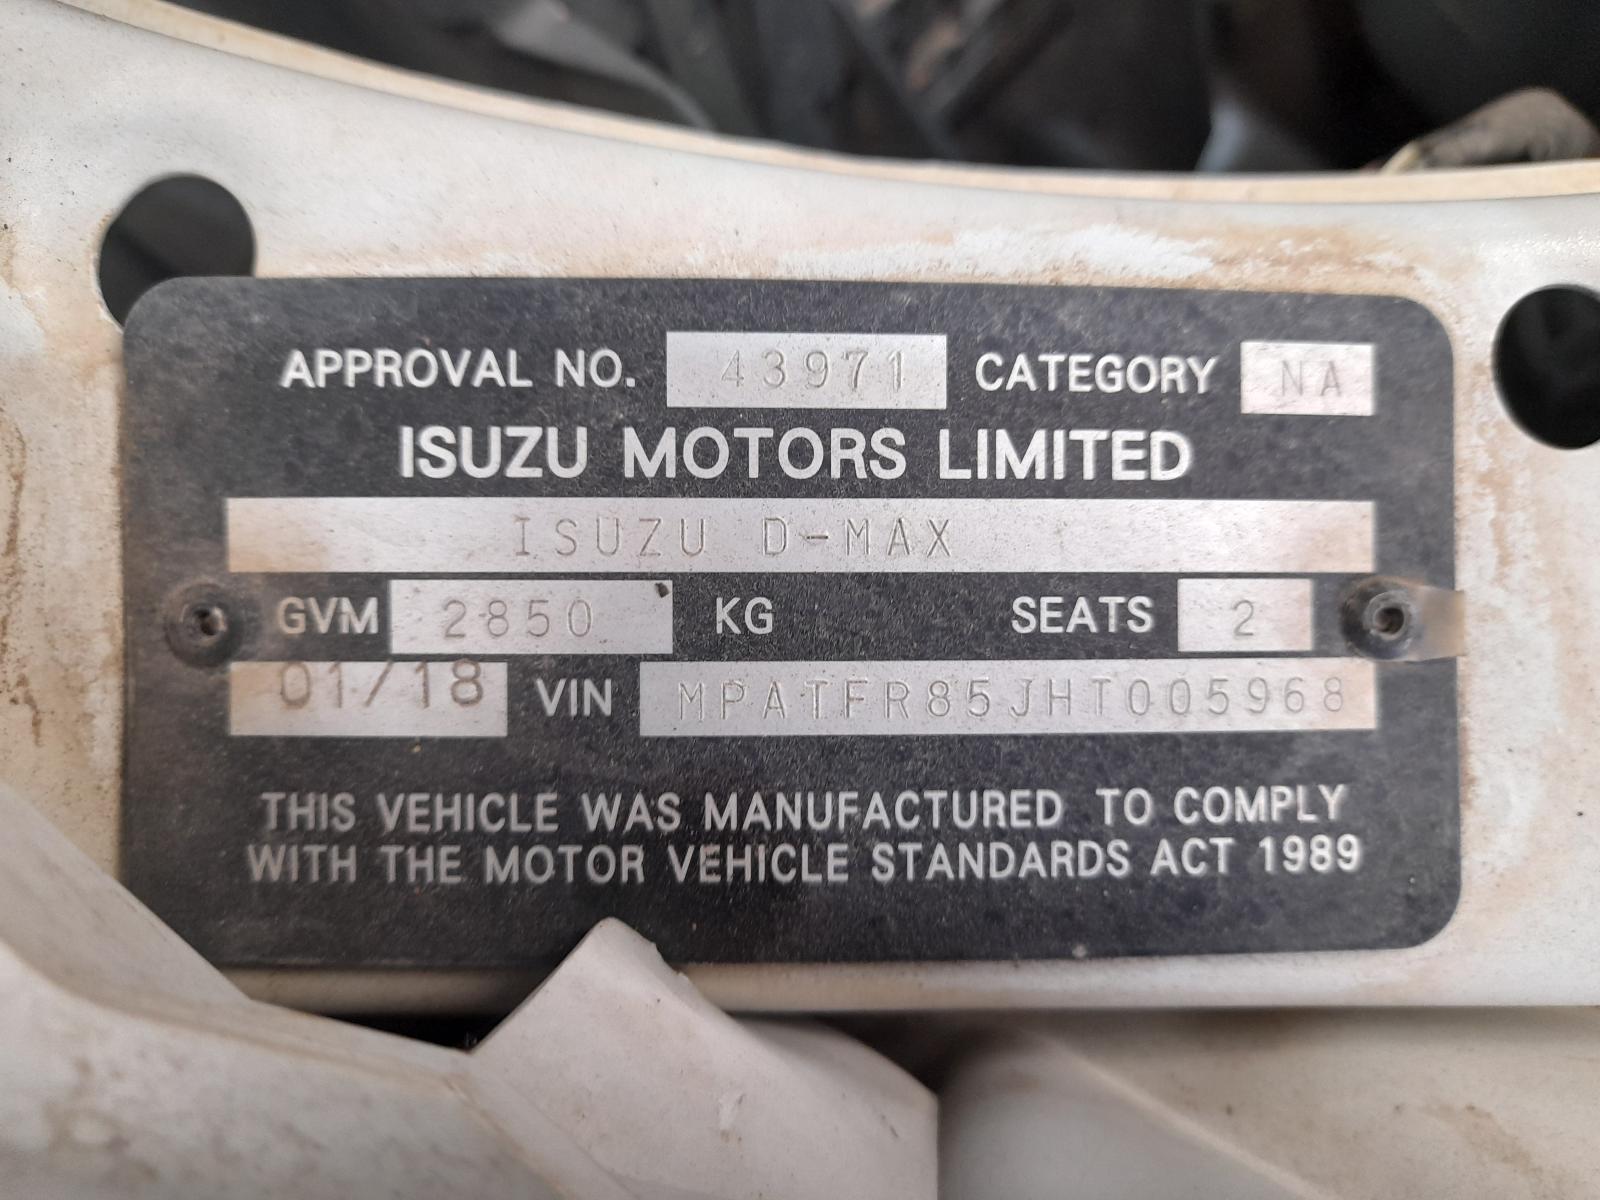 APPROVAL NO. 43971 CATEGORY NA
ISUZU MOTORS LIMITED
ISUZU D-MAX
GVM 2850 KG SEATS 2
01/18 VIN MPATFR85JHT005968
THIS VEHICLE WAS MANUFACTURED TO COMPLY
WITH THE MOTOR VEHICLE STANDARDS ACT 1989